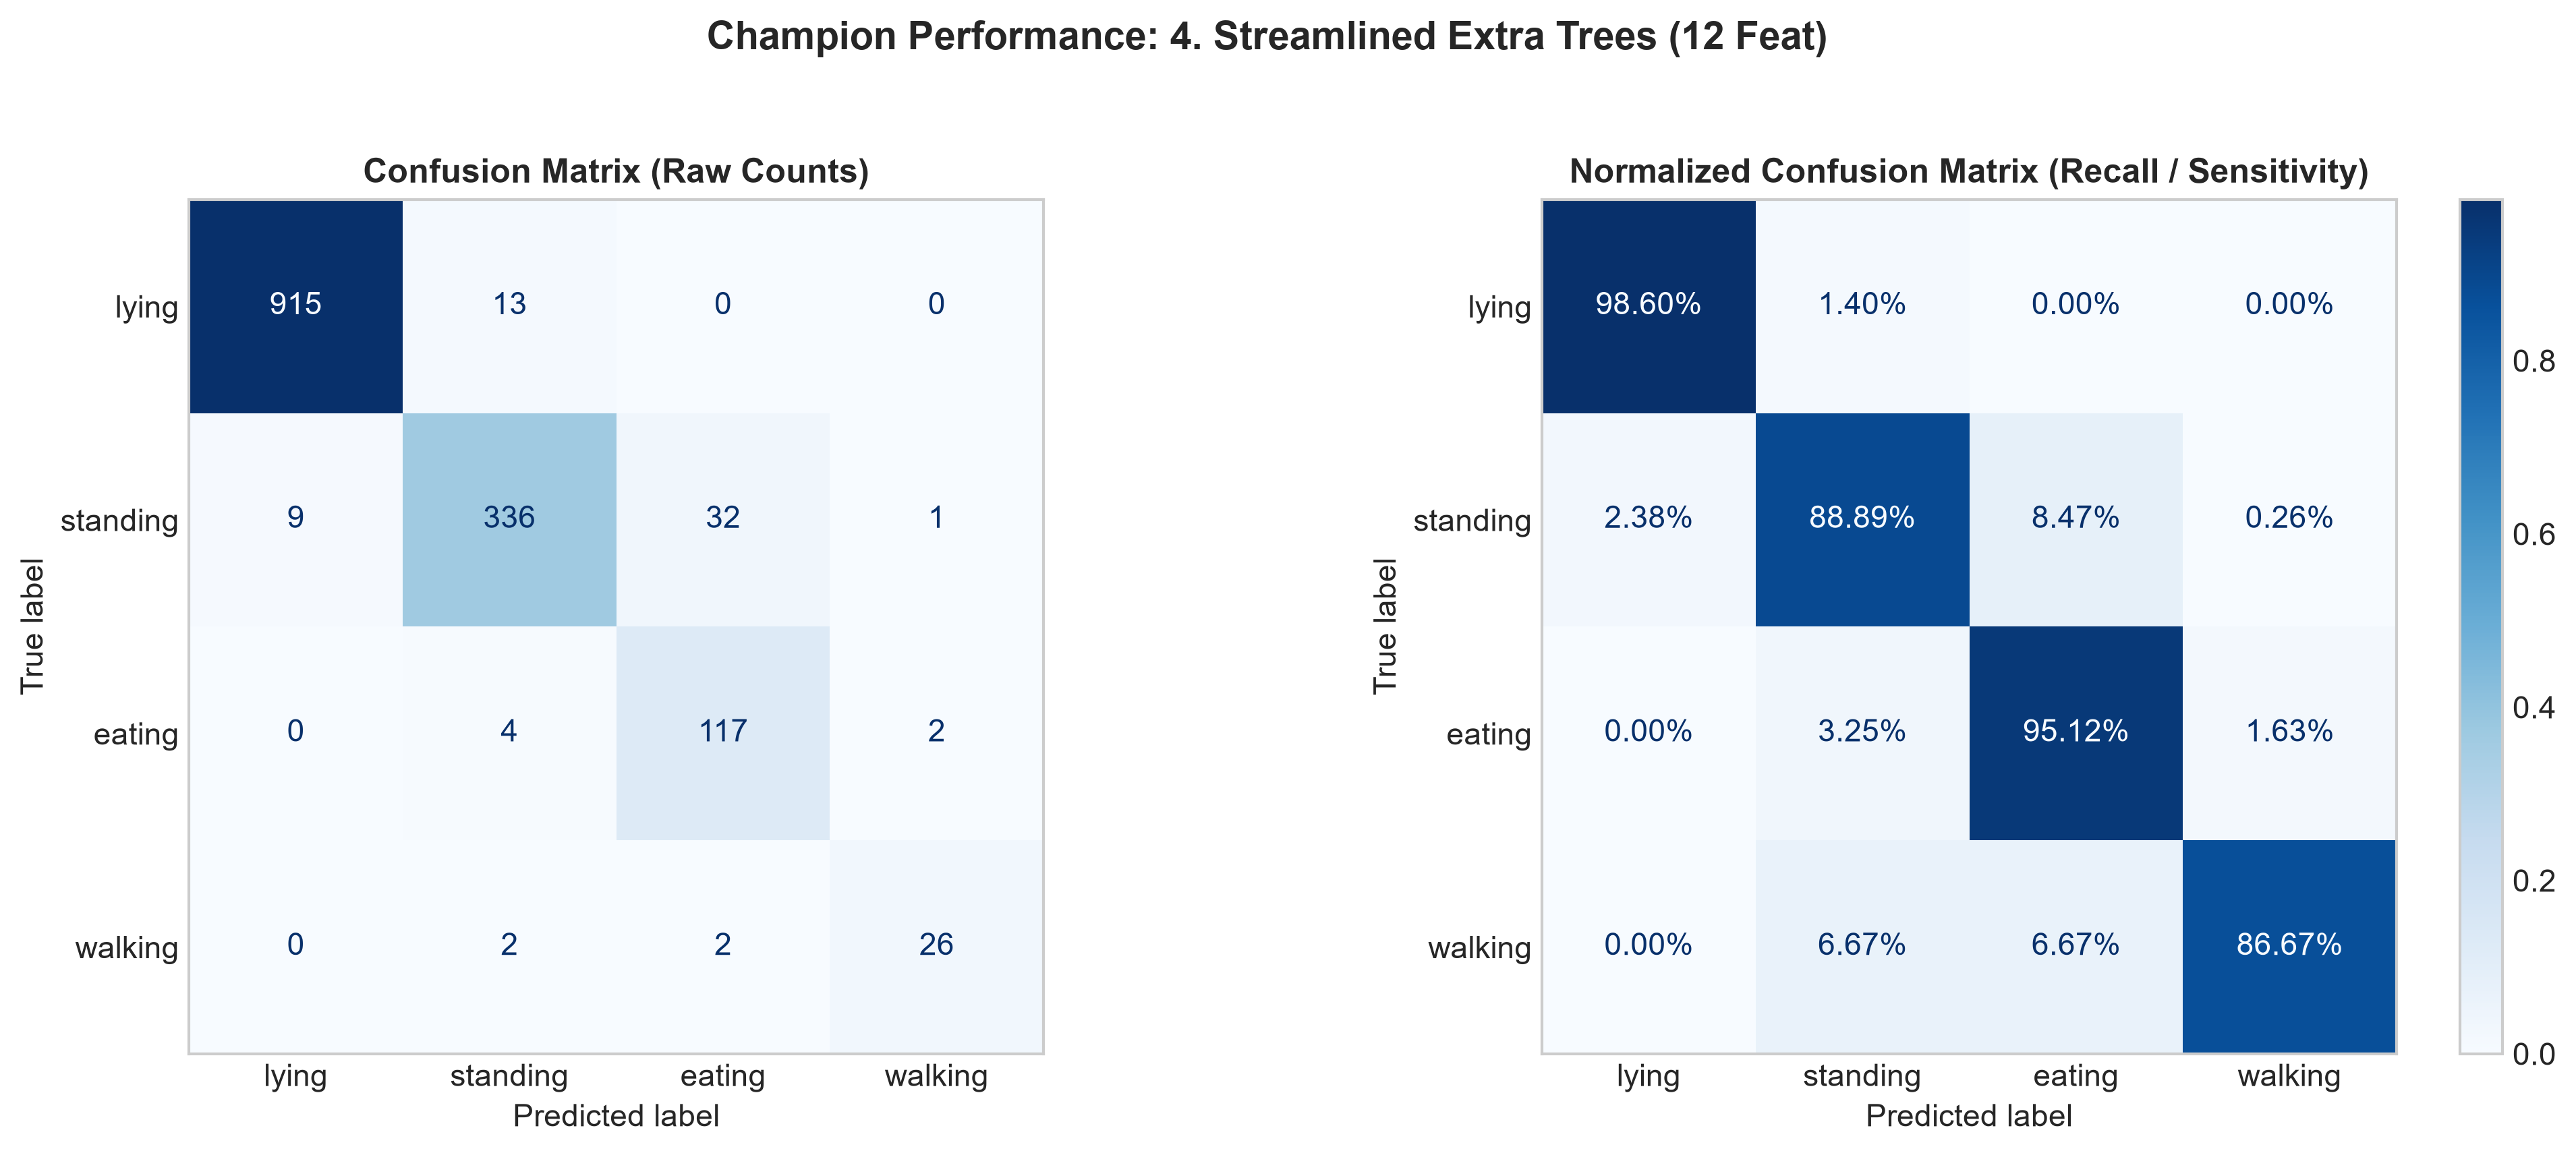 Champion Performance: 4. Streamlined Extra Trees (12 Feat)
Confusion Matrix (Raw Counts)
True label
lying 915 13 0 0
standing 9 336 32 1
eating 0 4 117 2
walking 0 2 2 26
lying standing eating walking
Predicted label
Normalized Confusion Matrix (Recall / Sensitivity)
True label
lying 98.60% 1.40% 0.00% 0.00%
standing 2.38% 88.89% 8.47% 0.26%
eating 0.00% 3.25% 95.12% 1.63%
walking 0.00% 6.67% 6.67% 86.67%
lying standing eating walking
Predicted label
0.8
0.6
0.4
0.2
0.0